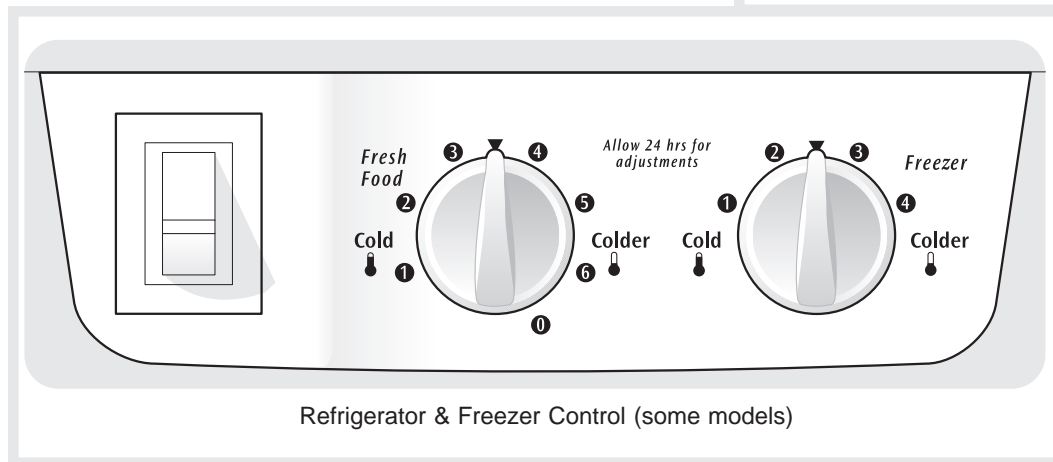 Fresh
Food
Cold
1
2
3
4
5
6
0
Colder
Allow 24 hrs for
adjustments
Cold
1
2
3
4
Freezer
Colder
Refrigerator & Freezer Control (some models)